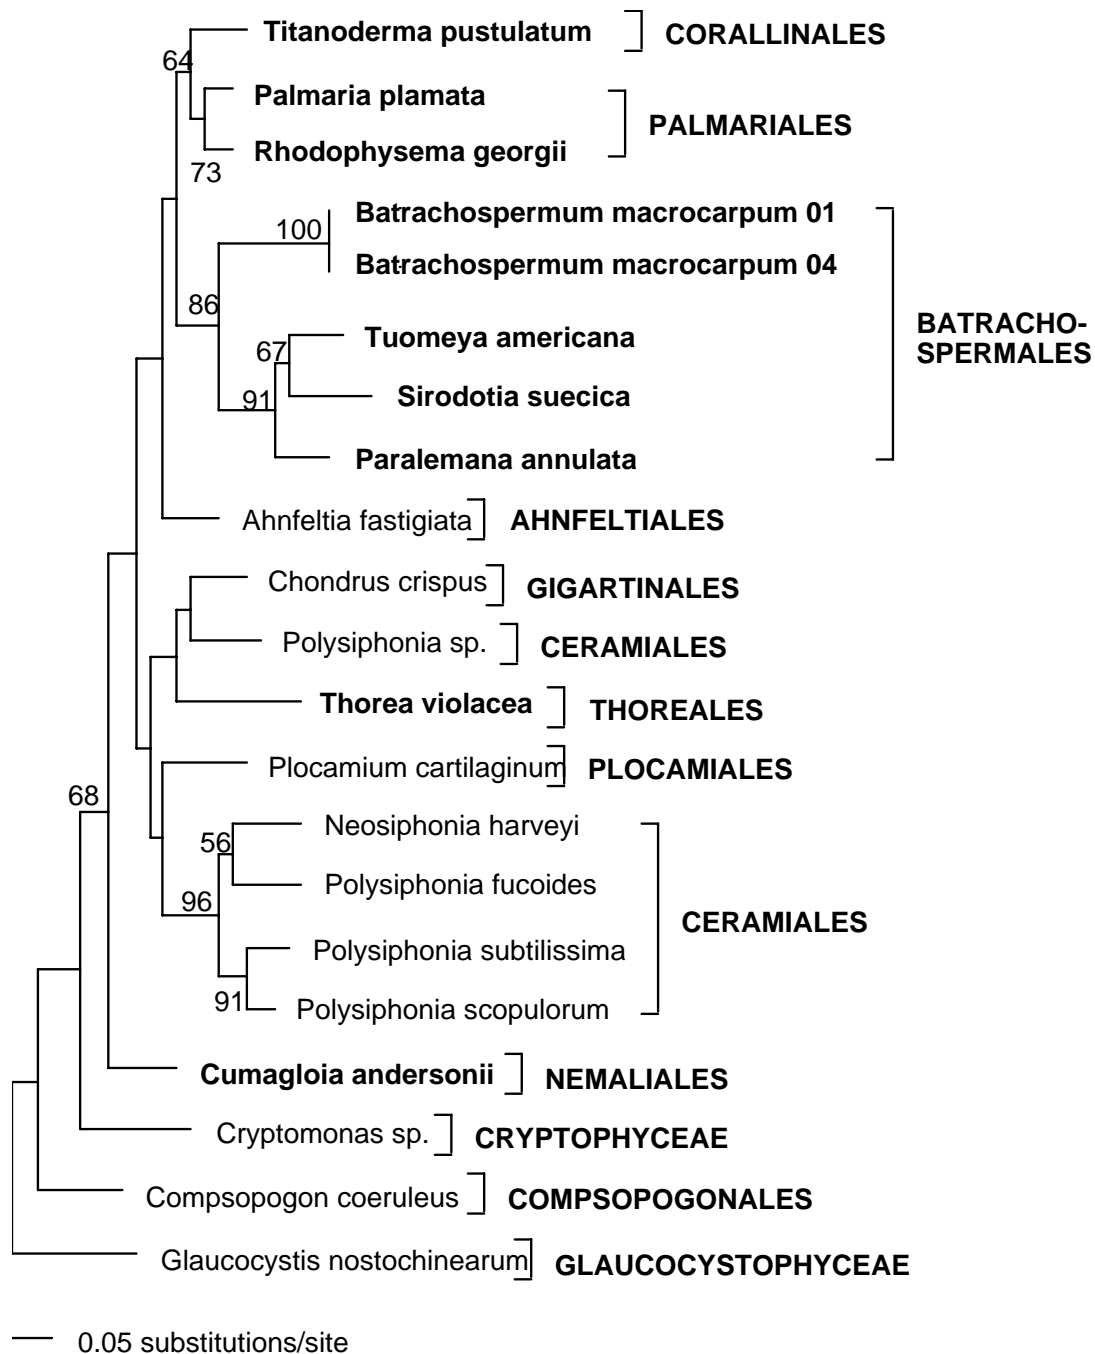 Titanoderma pustulatum CORALLINALES
64
Palmaria plamata
PALMARIALES
Rhodophysema georgii
73
Batrachospermum macrocarpum 01
100
Batrachospermum macrocarpum 04
86
BATRACHO-
SPERMALES
Tuomeya americana
67
Sirodotia suecica
91
Paralemana annulata
Ahnfeltia fastigiata AHNFELTIALES
Chondrus crispus GIGARTINALES
Polysiphonia sp. CERAMIALES
Thorea violacea THOREALES
Plocamium cartilaginum PLOCAMIALES
68
Neosiphonia harveyi
56
Polysiphonia fucoides
96
CERAMIALES
Polysiphonia subtilissima
91
Polysiphonia scopulorum
Cumagloia andersonii NEMALIALES
Cryptomonas sp. CRYPTOPHYCEAE
Compsopogon coeruleus COMPSOPOGONALES
Glaucocystis nostochinearum GLAUCOCYSTOPHYCEAE
0.05 substitutions/site